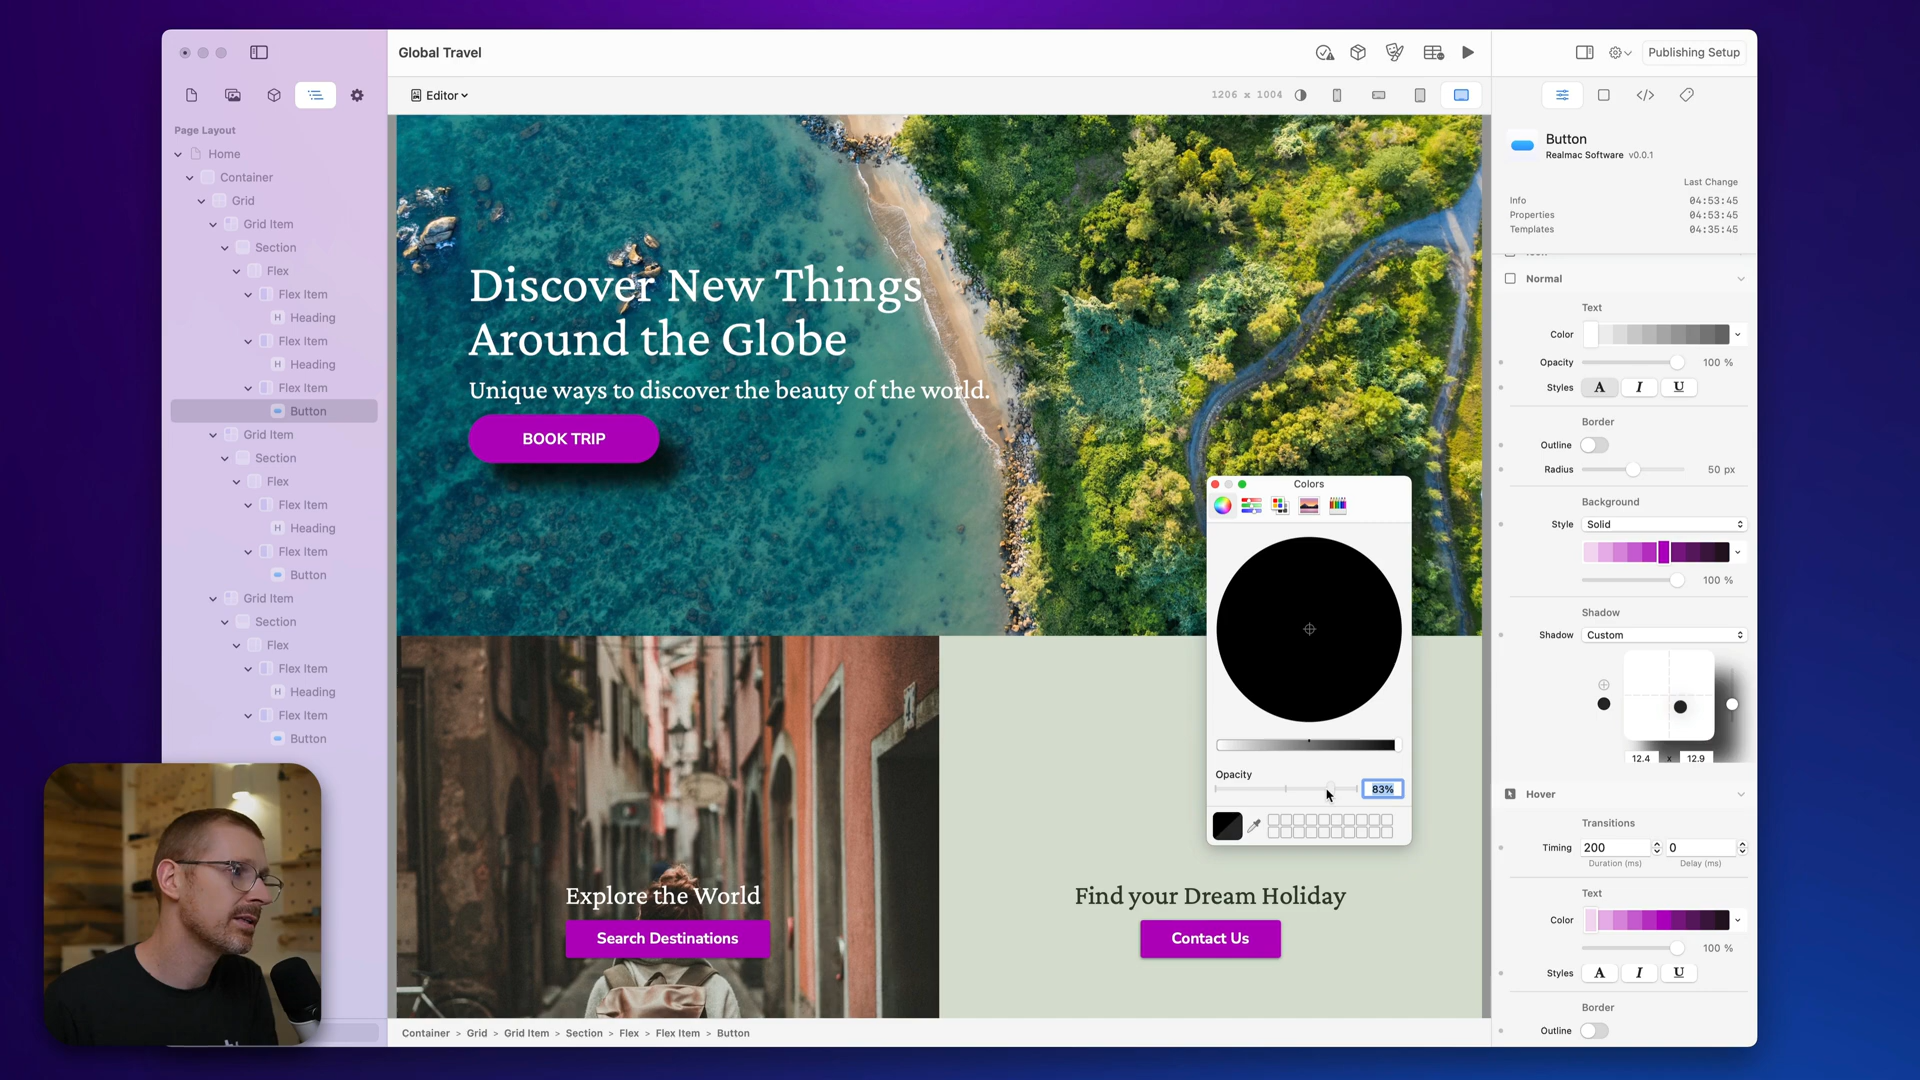 Global Travel
Publishing Setup
Editor
1206 × 1004
Page Layout
Home
Container
Grid
Grid Item
Section
Flex
Flex Item
H Heading
Flex Item
H Heading
Flex Item
Button
Grid Item
Section
Flex
Flex Item
H Heading
Flex Item
Button
Grid Item
Section
Flex
Flex Item
H Heading
Flex Item
Button
Discover New Things
Around the Globe
Unique ways to discover the beauty of the world.
BOOK TRIP
Explore the World
Search Destinations
Find your Dream Holiday
Contact Us
Container > Grid > Grid Item > Section > Flex > Flex Item > Button
Colors
Opacity
83%
Button
Realmac Software v0.0.1
Last Change
Info 04:53:45
Properties 04:53:45
Templates 04:35:45
Normal
Text
Color
Opacity 100 %
Styles A I U
Border
Outline
Radius 50 px
Background
Style Solid
100 %
Shadow
Shadow Custom
12.4 x 12.9
Hover
Transitions
Timing 200 0
Duration (ms) Delay (ms)
Text
Color
100 %
Styles A I U
Border
Outline